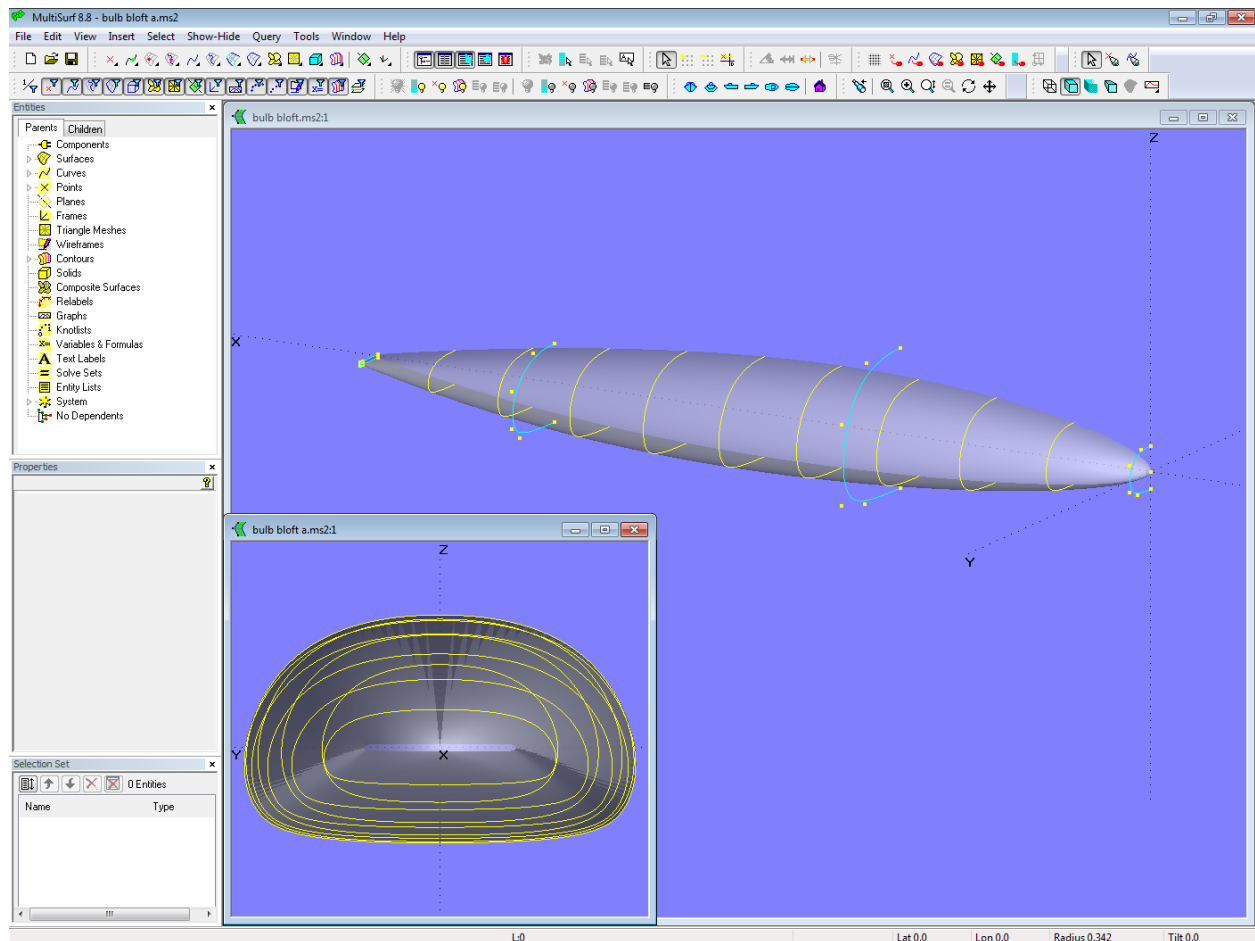 MultiSurf 8.8 - bulb bloft a.ms2
File Edit View Insert Select Show-Hide Query Tools Window Help
Entities
Parents Children
Components
Surfaces
Curves
Points
Planes
Frames
Triangle Meshes
Wireframes
Contours
Solids
Composite Surfaces
Relabels
Graphs
Knotlists
Variables & Formulas
Text Labels
Solve Sets
Entity Lists
System
No Dependents
Properties
Selection Set
0 Entities
Name Type
bulb bloft.ms2:1
Z
X
Y
bulb bloft a.ms2:1
Z
Y
X
L:0 Lat 0.0 Lon 0.0 Radius 0.342 Tilt 0.0